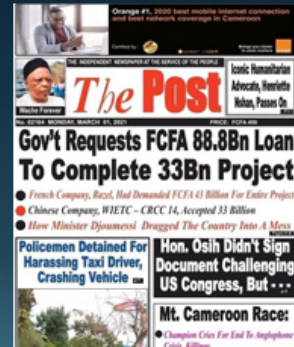 Orange #1, 2020 best mobile internet connection
and best network coverage in Cameroon
THE INDEPENDENT NEWSPAPER AT THE SERVICE OF THE PEOPLE
The Post
Iconic Humanitarian
Advocate, Henriette
Nshan, Passes On
Wache Forever
No. 02164 MONDAY, MARCH 01, 2021
PRICE: FCFA 400
Gov't Requests FCFA 88.8Bn Loan
To Complete 33Bn Project
French Company, Razel, Had Demanded FCFA 43 Billion For Entire Project
Chinese Company, WIETC - CRCC 14, Accepted 33 Billion
How Minister Djoumessi Dragged The Country Into A Mess
Policemen Detained For
Harassing Taxi Driver,
Crashing Vehicle
Hon. Osih Didn't Sign
Document Challenging
US Congress, But - - -
Mt. Cameroon Race:
Champion Cries For End To Anglophone
Crisis, Killings